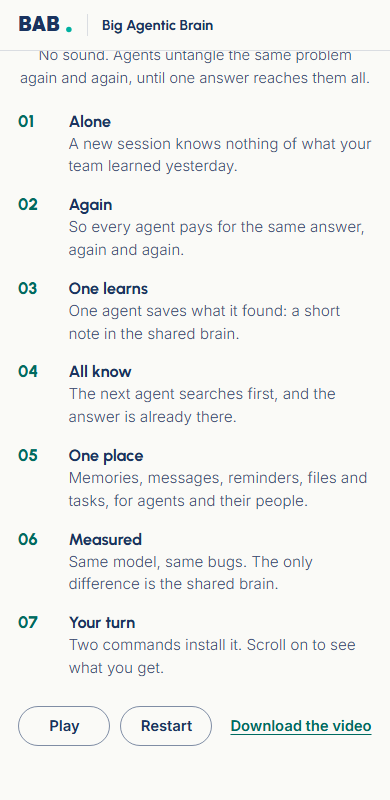 BAB.
Big Agentic Brain
No sound. Agents untangle the same problem
again and again, until one answer reaches them all.
01 Alone
A new session knows nothing of what your
team learned yesterday.
02 Again
So every agent pays for the same answer,
again and again.
03 One learns
One agent saves what it found: a short
note in the shared brain.
04 All know
The next agent searches first, and the
answer is already there.
05 One place
Memories, messages, reminders, files and
tasks, for agents and their people.
06 Measured
Same model, same bugs. The only
difference is the shared brain.
07 Your turn
Two commands install it. Scroll on to see
what you get.
Play Restart Download the video